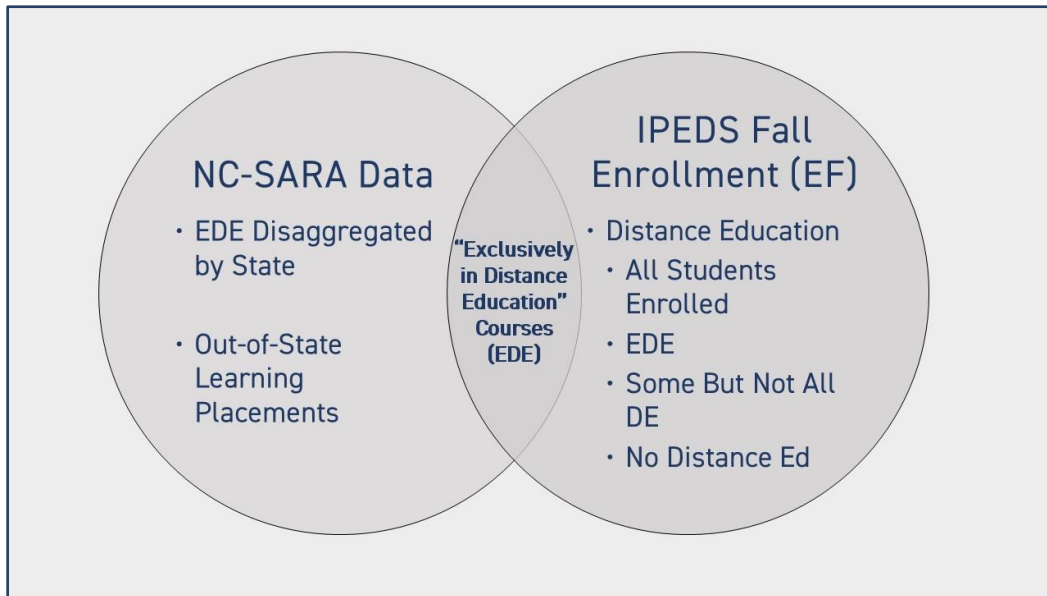 NC-SARA Data
• EDE Disaggregated
by State
• Out-of-State
Learning
Placements
“Exclusively
in Distance
Education”
Courses
(EDE)
IPEDS Fall
Enrollment (EF)
• Distance Education
• All Students
Enrolled
• EDE
• Some But Not All
DE
• No Distance Ed